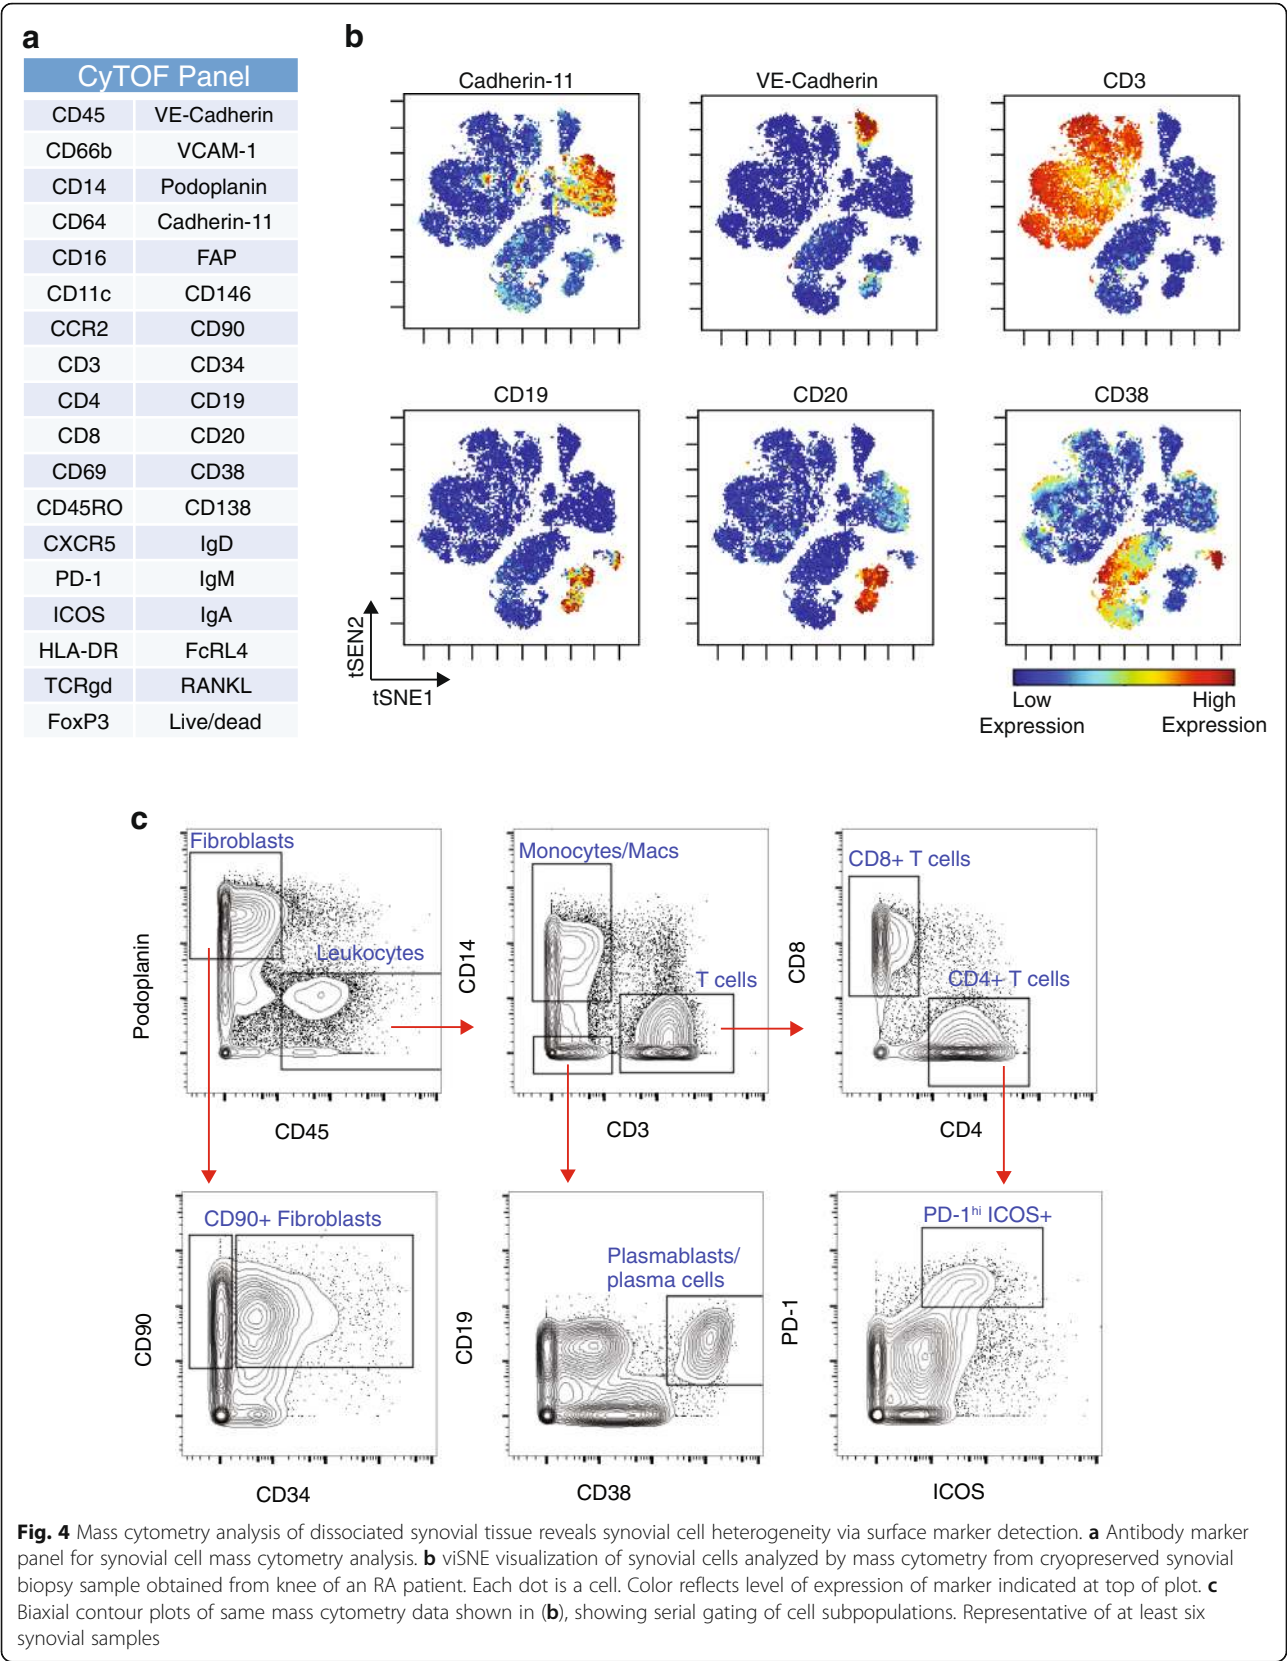 a
CyTOF Panel
CD45 VE-Cadherin
CD66b VCAM-1
CD14 Podoplanin
CD64 Cadherin-11
CD16 FAP
CD11c CD146
CCR2 CD90
CD3 CD34
CD4 CD19
CD8 CD20
CD69 CD38
CD45RO CD138
CXCR5 IgD
PD-1 IgM
ICOS IgA
HLA-DR FcRL4
TCRgd RANKL
FoxP3 Live/dead
b
Cadherin-11 VE-Cadherin CD3
CD19 CD20 CD38
tSEN2
tSNE1
Low Expression
High Expression
c
Fibroblasts
Leukocytes
Podoplanin
CD45
Monocytes/Macs
T cells
CD14
CD3
CD8+ T cells
CD4+ T cells
CD8
CD4
CD90+ Fibroblasts
CD90
CD34
Plasmablasts/
plasma cells
CD19
CD38
PD-1hi ICOS+
PD-1
ICOS
Fig. 4 Mass cytometry analysis of dissociated synovial tissue reveals synovial cell heterogeneity via surface marker detection. a Antibody marker
panel for synovial cell mass cytometry analysis. b viSNE visualization of synovial cells analyzed by mass cytometry from cryopreserved synovial
biopsy sample obtained from knee of an RA patient. Each dot is a cell. Color reflects level of expression of marker indicated at top of plot. c
Biaxial contour plots of same mass cytometry data shown in (b), showing serial gating of cell subpopulations. Representative of at least six
synovial samples